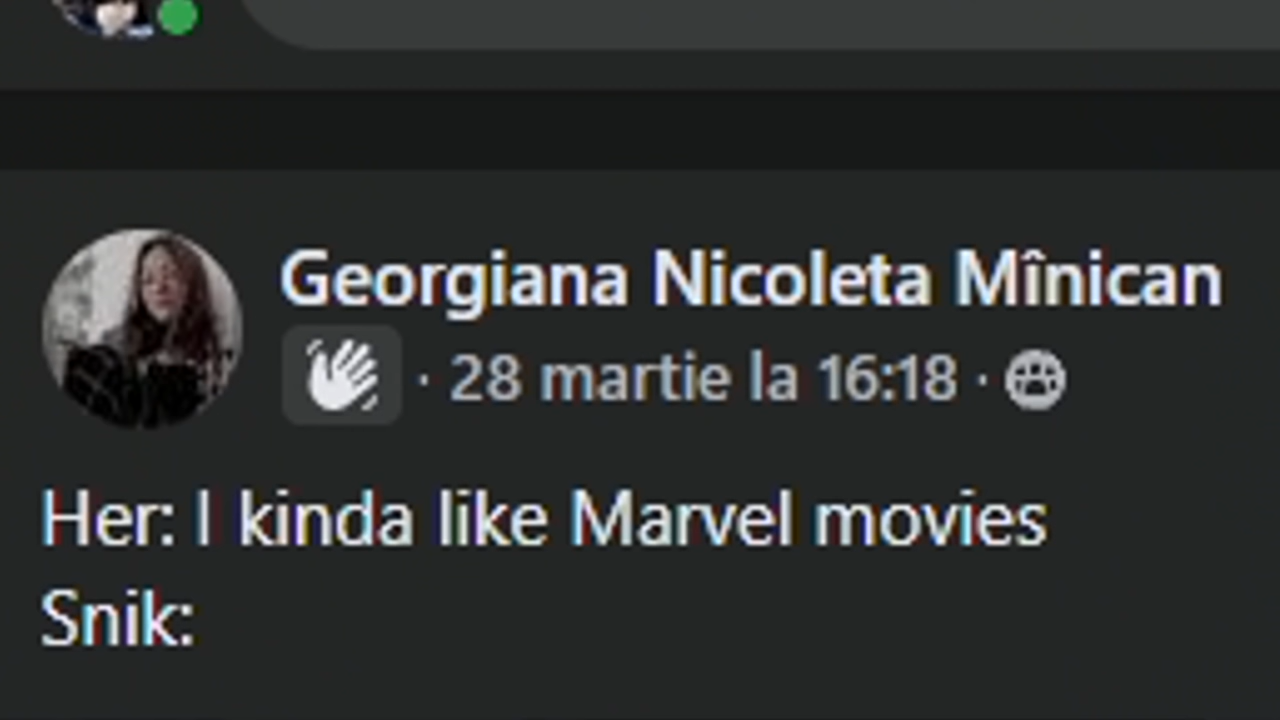 Georgiana Nicoleta Mînican
· 28 martie la 16:18 ·
Her: I kinda like Marvel movies
Snik: